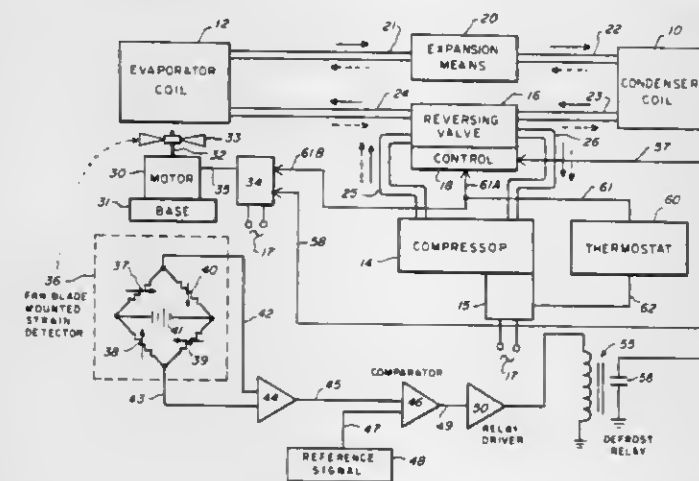 12
21
20
22
10
EVAPORATOR
COIL
EXPANSION
MEANS
CONDENSER
COIL
24
16
23
REVERSING
VALVE
26
33
32
61B
CONTROL
57
30
MOTOR
34
18
61A
25
61
35
31
BASE
17
58
60
COMPRESSOP
14
THERMOSTAT
36
FAN BLADE
MOUNTED
STRAIN
DETECTOR
37
40
41
42
15
62
38
39
17
43
44
45
COMPARATOR
46
49
50
RELAY
DRIVER
55
58
DEFROST
RELAY
47
REFERENCE
SIGNAL
48